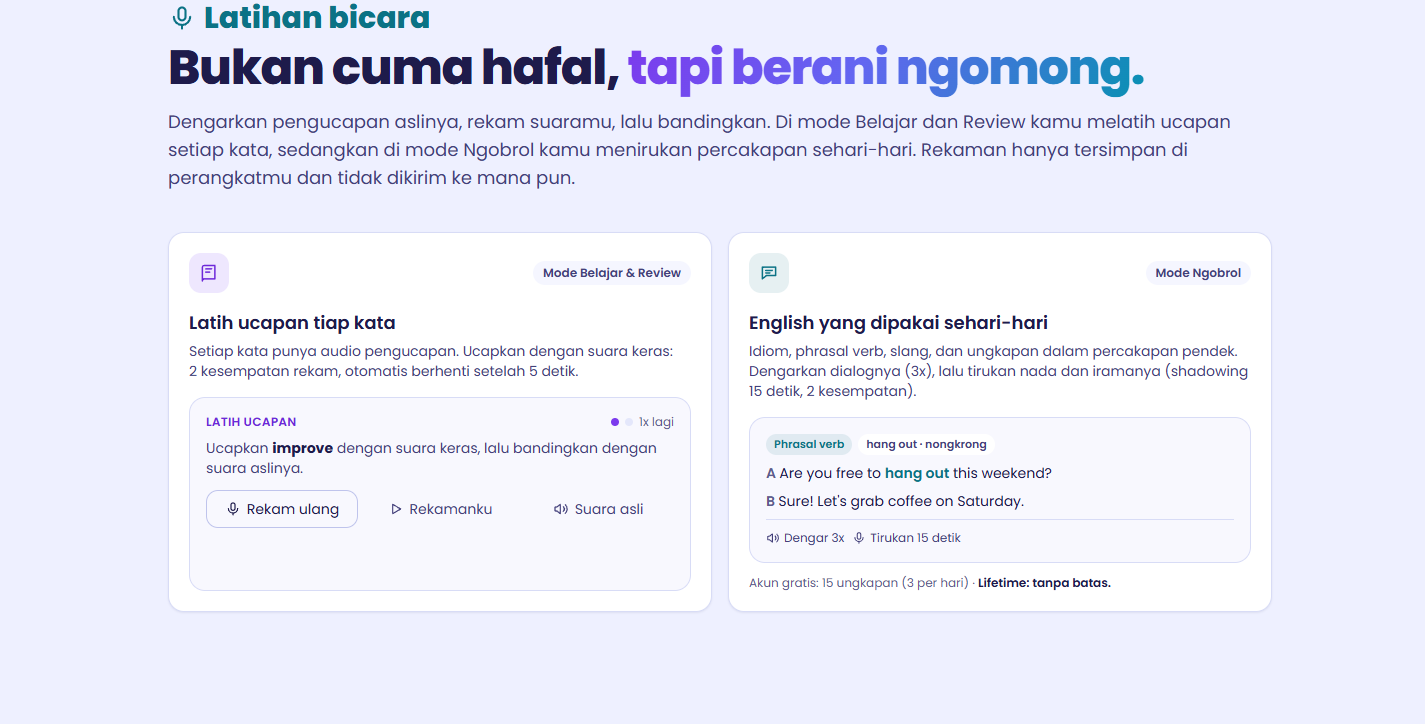 Latihan bicara
Bukan cuma hafal, tapi berani ngomong.
Dengarkan pengucapan aslinya, rekam suaramu, lalu bandingkan. Di mode Belajar dan Review kamu melatih ucapan
setiap kata, sedangkan di mode Ngobrol kamu menirukan percakapan sehari-hari. Rekaman hanya tersimpan di
perangkatmu dan tidak dikirim ke mana pun.
Mode Belajar & Review
Latih ucapan tiap kata
Setiap kata punya audio pengucapan. Ucapkan dengan suara keras:
2 kesempatan rekam, otomatis berhenti setelah 5 detik.
LATIH UCAPAN
1x lagi
Ucapkan improve dengan suara keras, lalu bandingkan dengan
suara aslinya.
Rekam ulang
Rekamanku
Suara asli
Mode Ngobrol
English yang dipakai sehari-hari
Idiom, phrasal verb, slang, dan ungkapan dalam percakapan pendek.
Dengarkan dialognya (3x), lalu tirukan nada dan iramanya (shadowing
15 detik, 2 kesempatan).
Phrasal verb
hang out · nongkrong
A Are you free to hang out this weekend?
B Sure! Let's grab coffee on Saturday.
Dengar 3x
Tirukan 15 detik
Akun gratis: 15 ungkapan (3 per hari) · Lifetime: tanpa batas.